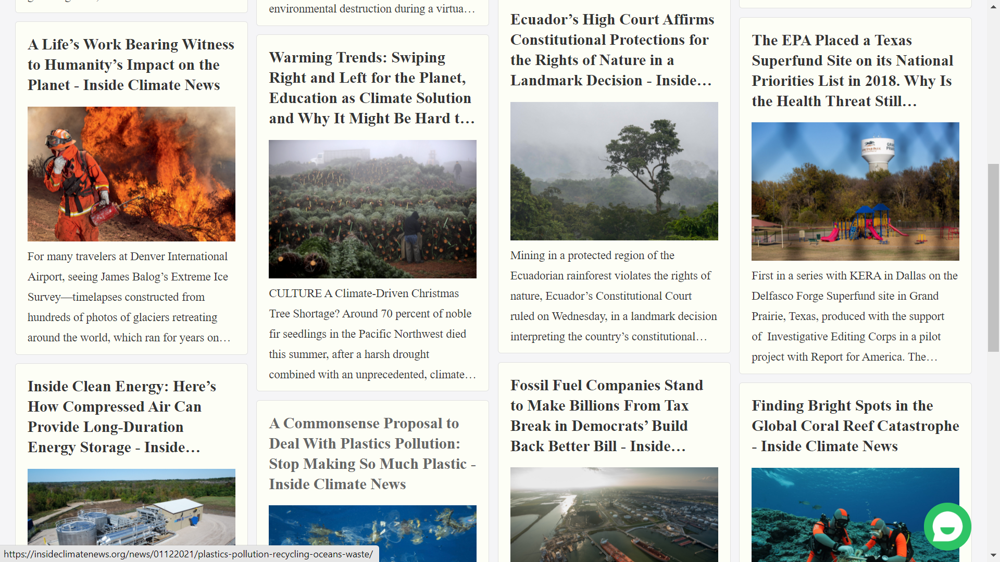 environmental destruction during a virtua…
A Life’s Work Bearing Witness
to Humanity’s Impact on the
Planet - Inside Climate News
For many travelers at Denver International
Airport, seeing James Balog’s Extreme Ice
Survey—timelapses constructed from
hundreds of photos of glaciers retreating
around the world, which ran for years on…
Inside Clean Energy: Here’s
How Compressed Air Can
Provide Long-Duration
Energy Storage - Inside…
Warming Trends: Swiping
Right and Left for the Planet,
Education as Climate Solution
and Why It Might Be Hard t…
CULTURE A Climate-Driven Christmas
Tree Shortage? Around 70 percent of noble
fir seedlings in the Pacific Northwest died
this summer, after a harsh drought
combined with an unprecedented, climate…
A Commonsense Proposal to
Deal With Plastics Pollution:
Stop Making So Much Plastic -
Inside Climate News
Ecuador’s High Court Affirms
Constitutional Protections for
the Rights of Nature in a
Landmark Decision - Inside…
Mining in a protected region of the
Ecuadorian rainforest violates the rights of
nature, Ecuador’s Constitutional Court
ruled on Wednesday, in a landmark decision
interpreting the country’s constitutional…
Fossil Fuel Companies Stand
to Make Billions From Tax
Break in Democrats’ Build
Back Better Bill - Inside…
The EPA Placed a Texas
Superfund Site on its National
Priorities List in 2018. Why Is
the Health Threat Still…
First in a series with KERA in Dallas on the
Delfasco Forge Superfund site in Grand
Prairie, Texas, produced with the support
of  Investigative Editing Corps in a pilot
project with Report for America. The…
Finding Bright Spots in the
Global Coral Reef Catastrophe
- Inside Climate News
https://insideclimatenews.org/news/01122021/plastics-pollution-recycling-oceans-waste/